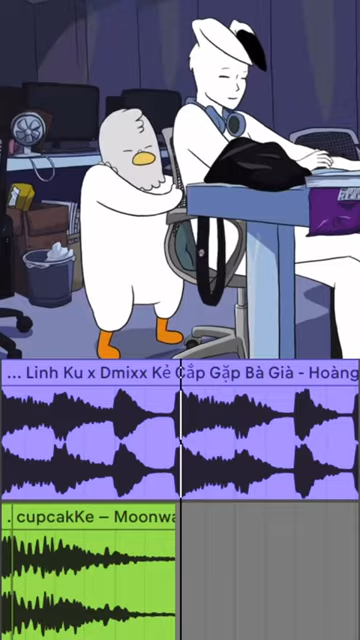 ... Linh Ku x Dmixx Kẻ Cắp Gặp Bà Già - Hoàng
. cupcakKe – Moonwa